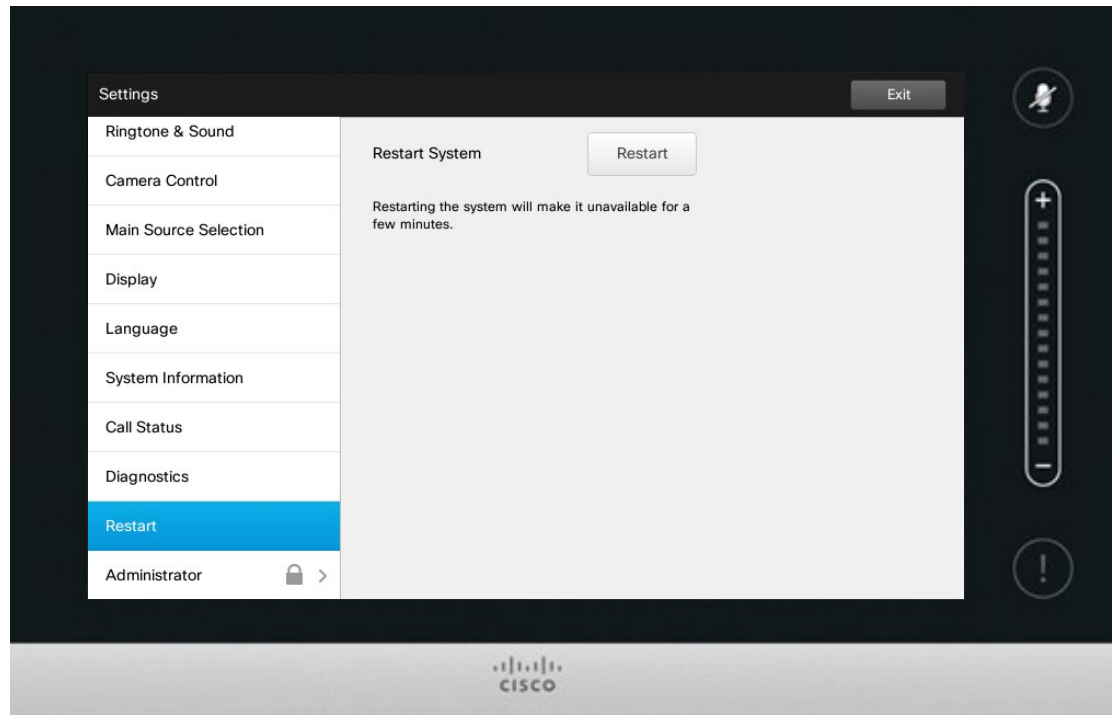 Settings
Exit
Ringtone & Sound
Camera Control
Main Source Selection
Display
Language
System Information
Call Status
Diagnostics
Restart
Administrator
Restart System
Restart
Restarting the system will make it unavailable for a
few minutes.
+
−
!
CISCO